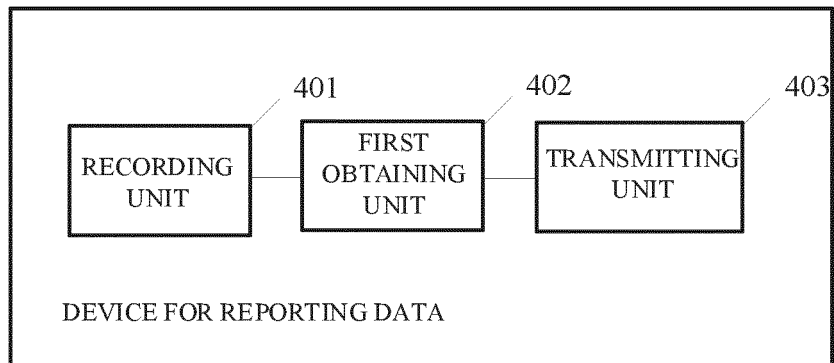 401
402
403
RECORDING
UNIT
FIRST
OBTAINING
UNIT
TRANSMITTING
UNIT
DEVICE FOR REPORTING DATA